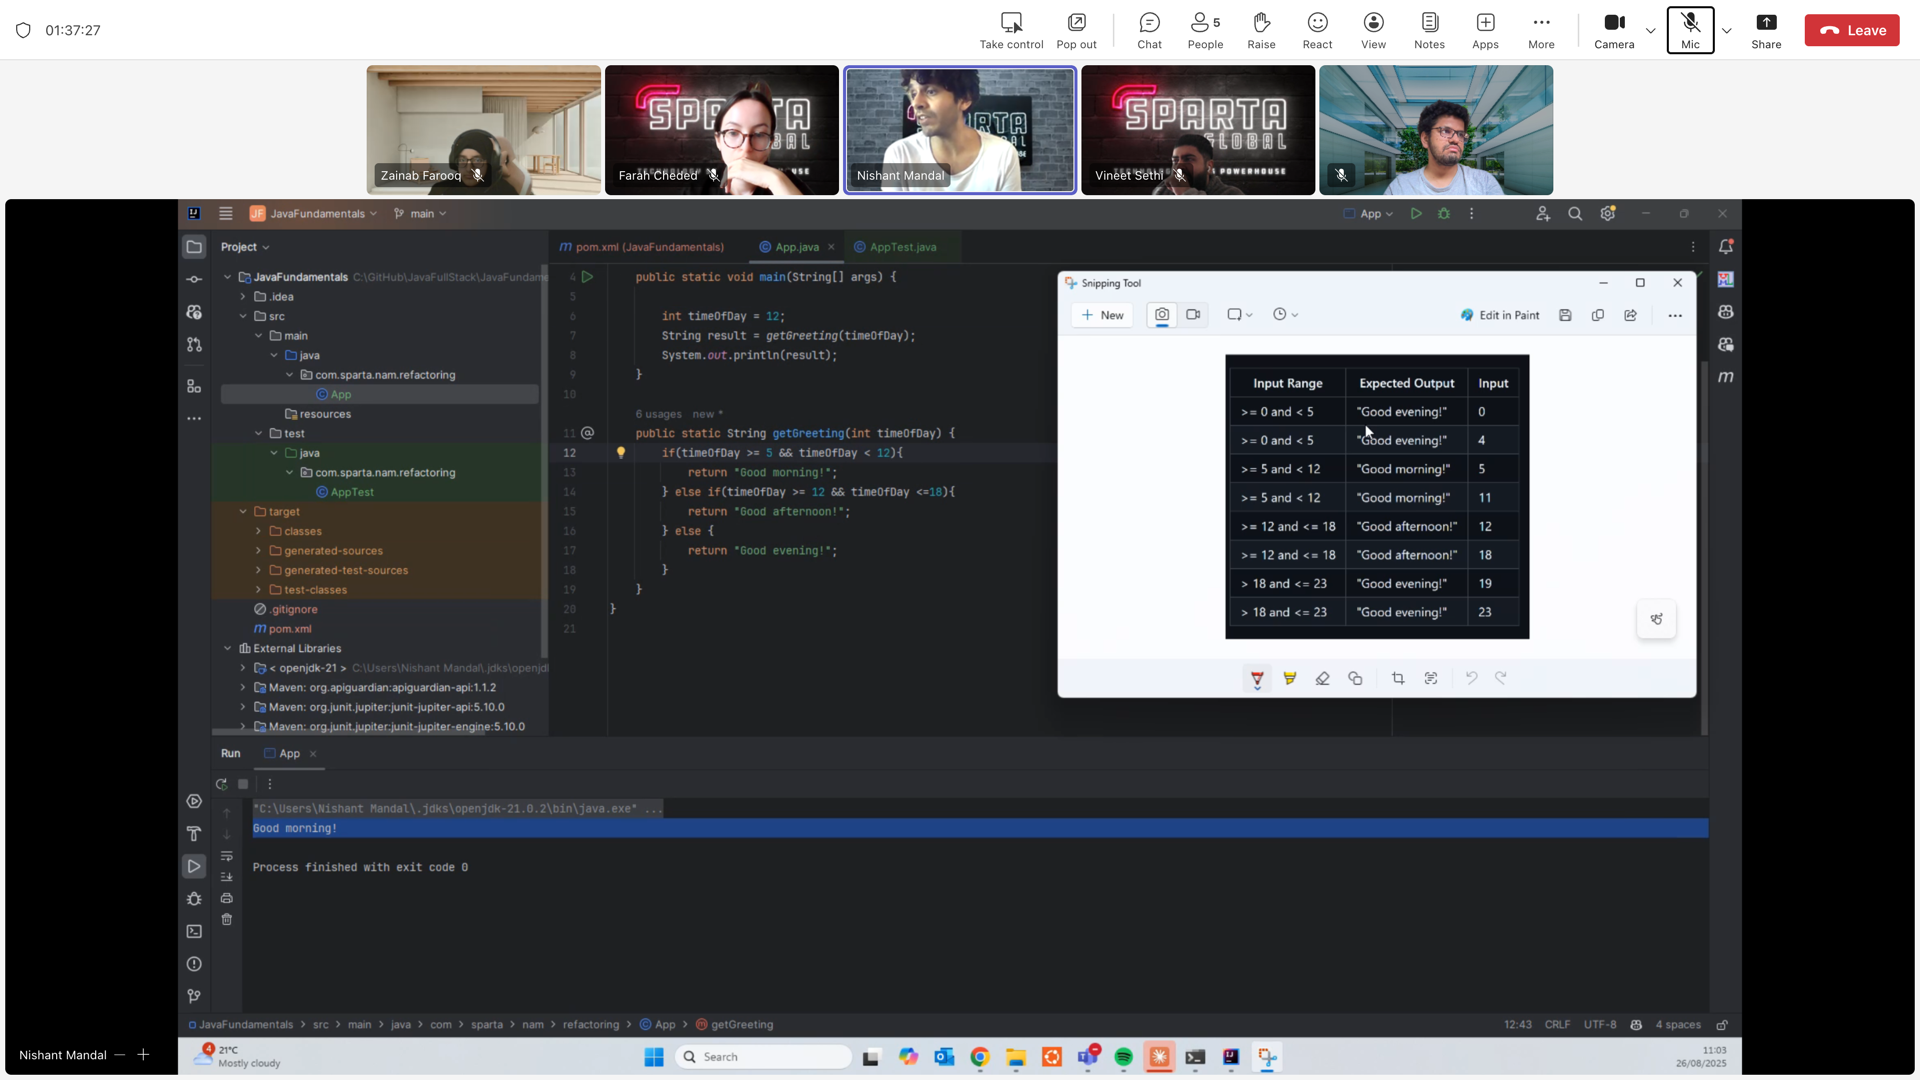 01:37:27
Take control
Pop out
Chat
5
People
Raise
React
View
Notes
Apps
More
Camera
Mic
Share
Leave
Zainab Farooq
SPARTA
Farah Cheded
Nishant Mandal
SPARTA
GLOBAL
Vineet Sethi
JF JavaFundamentals
main
App
Project
m pom.xml (JavaFundamentals)
App.java
AppTest.java
JavaFundamentals C:\GitHub\JavaFullStack\JavaFundame
.idea
src
main
java
com.sparta.nam.refactoring
App
resources
test
java
com.sparta.nam.refactoring
AppTest
target
classes
generated-sources
generated-test-sources
test-classes
.gitignore
m pom.xml
External Libraries
< openjdk-21 > C:\Users\Nishant Mandal\.jdks\openjdl
Maven: org.apiguardian:apiguardian-api:1.1.2
Maven: org.junit.jupiter:junit-jupiter-api:5.10.0
Maven: org.junit.jupiter:junit-jupiter-engine:5.10.0
4 public static void main(String[] args) {
5
6 int timeOfDay = 12;
7 String result = getGreeting(timeOfDay);
8 System.out.println(result);
9 }
10
6 usages new *
11 public static String getGreeting(int timeOfDay) {
12 if(timeOfDay >= 5 && timeOfDay < 12){
13 return "Good morning!";
14 } else if(timeOfDay >= 12 && timeOfDay <=18){
15 return "Good afternoon!";
16 } else {
17 return "Good evening!";
18 }
19 }
20 }
21
Snipping Tool
New
Edit in Paint
Input Range Expected Output Input
>= 0 and < 5 "Good evening!" 0
>= 0 and < 5 "Good evening!" 4
>= 5 and < 12 "Good morning!" 5
>= 5 and < 12 "Good morning!" 11
>= 12 and <= 18 "Good afternoon!" 12
>= 12 and <= 18 "Good afternoon!" 18
> 18 and <= 23 "Good evening!" 19
> 18 and <= 23 "Good evening!" 23
Run
App
"C:\Users\Nishant Mandal\.jdks\openjdk-21.0.2\bin\java.exe" ...
Good morning!
Process finished with exit code 0
JavaFundamentals > src > main > java > com > sparta > nam > refactoring > App > getGreeting
12:43 CRLF UTF-8 4 spaces
Nishant Mandal
4
21°C
Mostly cloudy
Search
11:03
26/08/2025